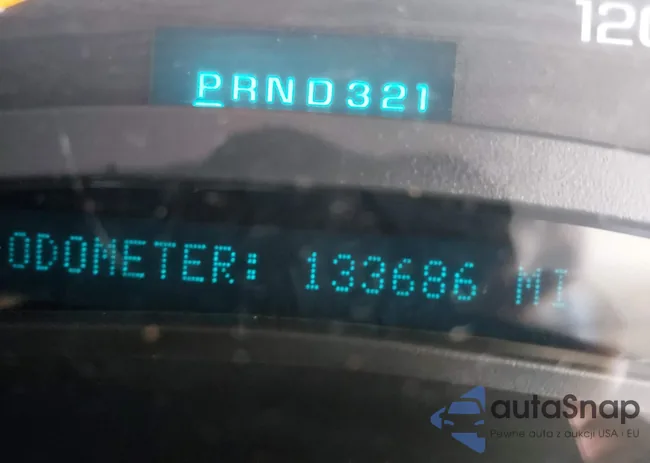 120
PRND321
ODOMETER: 133686 MI
autaSnap
Pewne auta z aukcji USA i EU